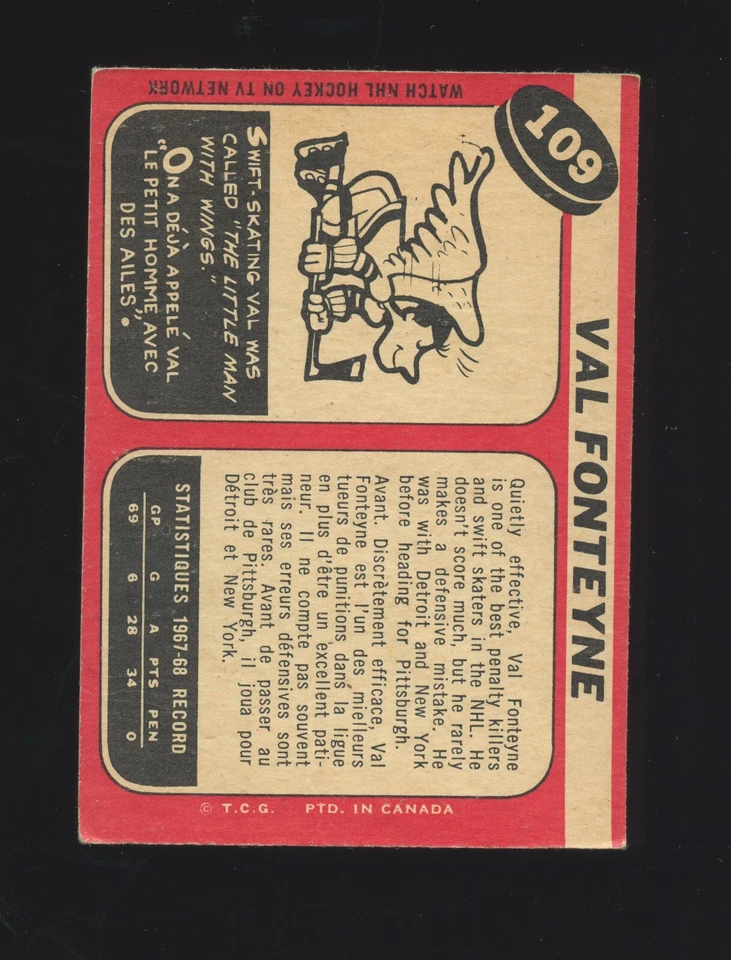 109
VAL FONTEYNE
WATCH NHL HOCKEY ON TV NETWORK
SWIFT-SKATING VAL WAS
CALLED "THE LITTLE MAN
WITH WINGS."
"ON A DÉJÀ APPELÉ VAL
LE PETIT HOMME AVEC
DES AILES".
Quietly effective, Val Fonteyne
is one of the best penalty killers
and swift skaters in the NHL. He
doesn't score much, but he rarely
makes a defensive mistake. He
was with Detroit and New York
before heading for Pittsburgh.
Avant. Discrètement efficace, Val
Fonteyne est l'un des mielleurs
tueurs de punitions dans la ligue
en plus d'être un excellent pati-
neur. Il ne compte pas souvent
mais ses erreurs défensives sont
très rares. Avant de passer au
club de Pittsburgh, il joua pour
Détroit et New York.
STATISTIQUES 1967-68 RECORD
GP G A PTS PEN
69 6 28 34 0
© T.C.G. PTD. IN CANADA